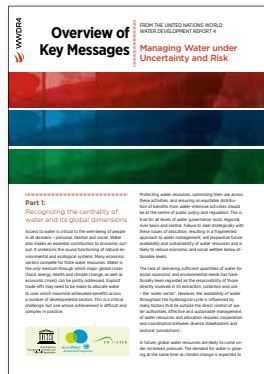 WWDR4
Overview of
Key Messages
FROM THE UNITED NATIONS WORLD
WATER DEVELOPMENT REPORT 4
Managing Water under
Uncertainty and Risk
Part 1:
Recognizing the centrality of
water and its global dimensions
Access to water is critical to the well-being of people
in all domains – personal, familial and social. Water
also makes an essential contribution to economic out-
put. It underpins the sound functioning of natural en-
vironmental and ecological systems. Many economic
sectors compete for finite water resources. Water is
the only medium through which major global crises
(food, energy, health and climate change, as well as
economic crises) can be jointly addressed. Explicit
trade-offs may need to be made to allocate water
to uses which maximize achievable benefits across
a number of developmental sectors. This is a critical
challenge, but one whose achievement is difficult and
complex in practice.
Protecting water resources, optimizing their use across
these activities, and ensuring an equitable distribu-
tion of benefits from water-intensive activities should
be at the centre of public policy and regulation. This is
true for all levels of water governance: local, regional,
river basin and central. Failure to deal strategically with
these issues of allocation, resulting in a fragmented
approach to water management, will jeopardize future
availability and sustainability of water resources and is
likely to reduce economic and social welfare below at-
tainable levels.
The task of delivering sufficient quantities of water for
social, economic and environmental needs has tradi-
tionally been regarded as the responsibility of those
directly involved in its extraction, collection and use
– the 'water sector'. However, the availability of water
throughout the hydrological cycle is influenced by
many factors that lie outside the direct control of wa-
ter authorities. Effective and sustainable management
of water resources and allocation requires cooperation
and coordination between diverse stakeholders and
sectoral 'jurisdictions'.
In future, global water resources are likely to come un-
der increased pressure. The demand for water is grow-
ing at the same time as climate change is expected to
World Water
Assessment Programme
UN WATER